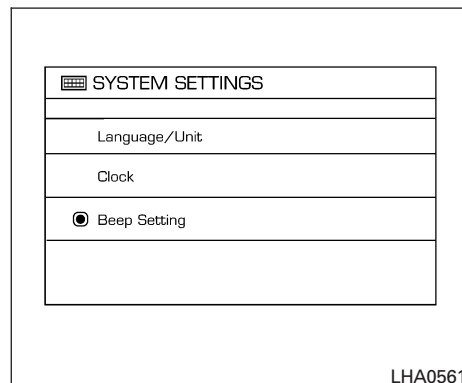 SYSTEM SETTINGS
Language/Unit
Clock
Beep Setting
LHA0561